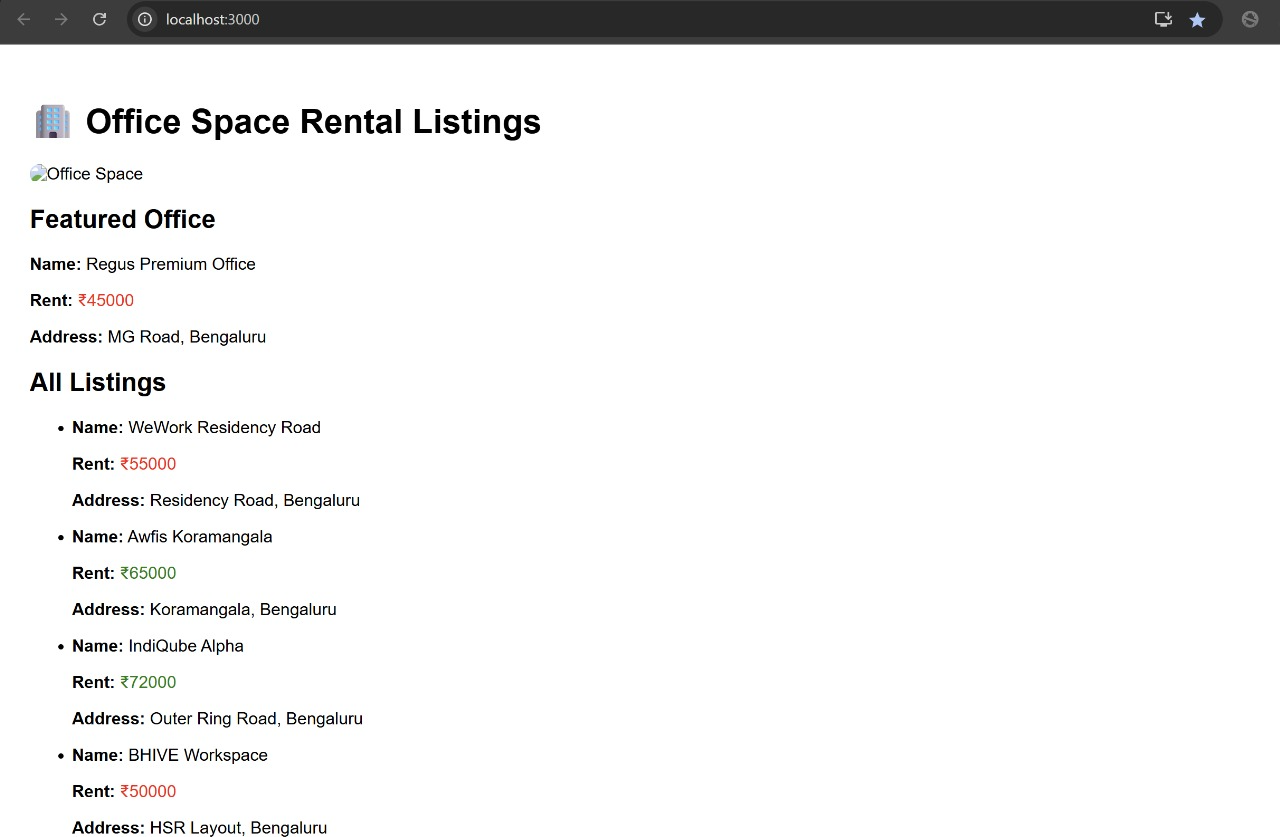 localhost:3000
Office Space Rental Listings
Office Space
Featured Office
Name: Regus Premium Office
Rent: ₹45000
Address: MG Road, Bengaluru
All Listings
Name: WeWork Residency Road
Rent: ₹55000
Address: Residency Road, Bengaluru
Name: Awfis Koramangala
Rent: ₹65000
Address: Koramangala, Bengaluru
Name: IndiQube Alpha
Rent: ₹72000
Address: Outer Ring Road, Bengaluru
Name: BHIVE Workspace
Rent: ₹50000
Address: HSR Layout, Bengaluru